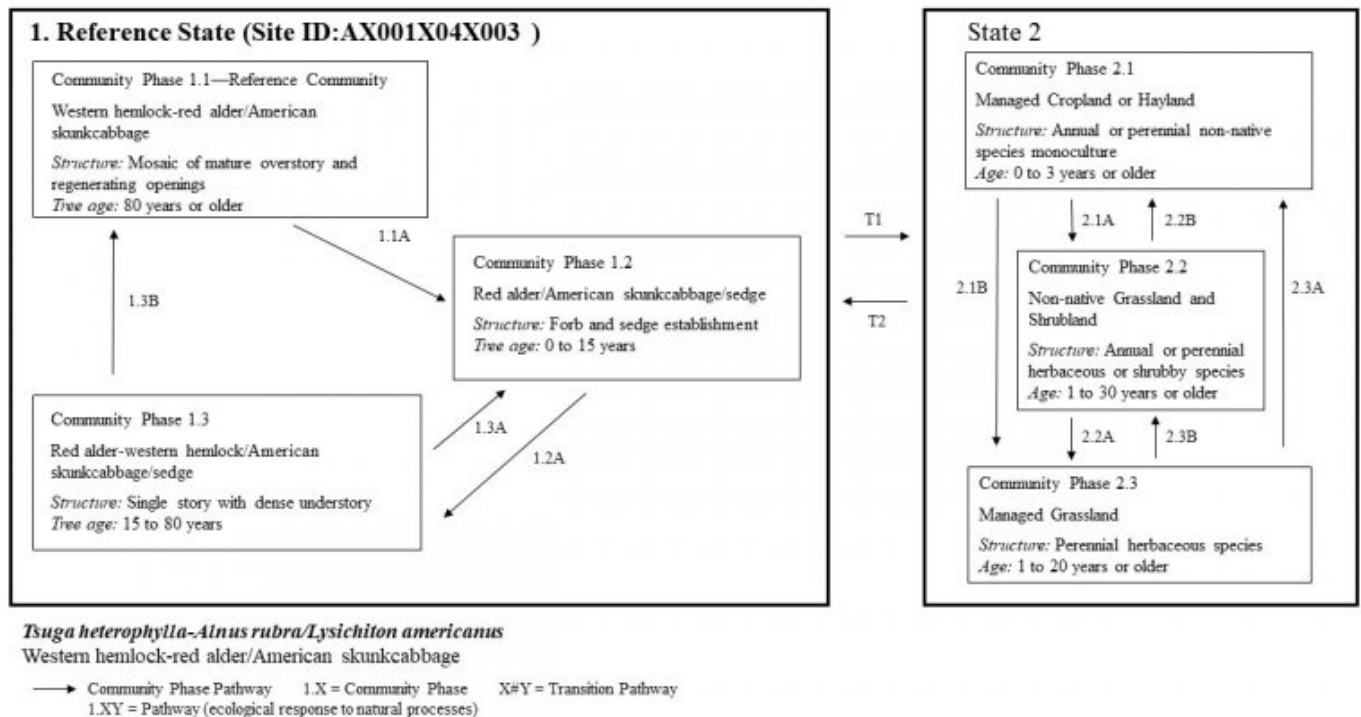 1. Reference State (Site ID:AX001X04X003 )
Community Phase 1.1—Reference Community
Western hemlock-red alder/American
skunkcabbage
Structure: Mosaic of mature overstory and
regenerating openings
Tree age: 80 years or older
1.1A
1.3B
Community Phase 1.2
Red alder/American skunkcabbage/sedge
Structure: Forb and sedge establishment
Tree age: 0 to 15 years
Community Phase 1.3
Red alder-western hemlock/American
skunkcabbage/sedge
Structure: Single story with dense understory
Tree age: 15 to 80 years
1.3A
1.2A
T1
T2
State 2
Community Phase 2.1
Managed Cropland or Hayland
Structure: Annual or perennial non-native
species monoculture
Age: 0 to 3 years or older
2.1A
2.2B
2.1B
Community Phase 2.2
Non-native Grassland and
Shrubland
Structure: Annual or perennial
herbaceous or shrubby species
Age: 1 to 30 years or older
2.3A
2.2A
2.3B
Community Phase 2.3
Managed Grassland
Structure: Perennial herbaceous species
Age: 1 to 20 years or older
Tsuga heterophylla-Alnus rubra/Lysichiton americanus
Western hemlock-red alder/American skunkcabbage
Community Phase Pathway 1.X = Community Phase X#Y = Transition Pathway
1.XY = Pathway (ecological response to natural processes)